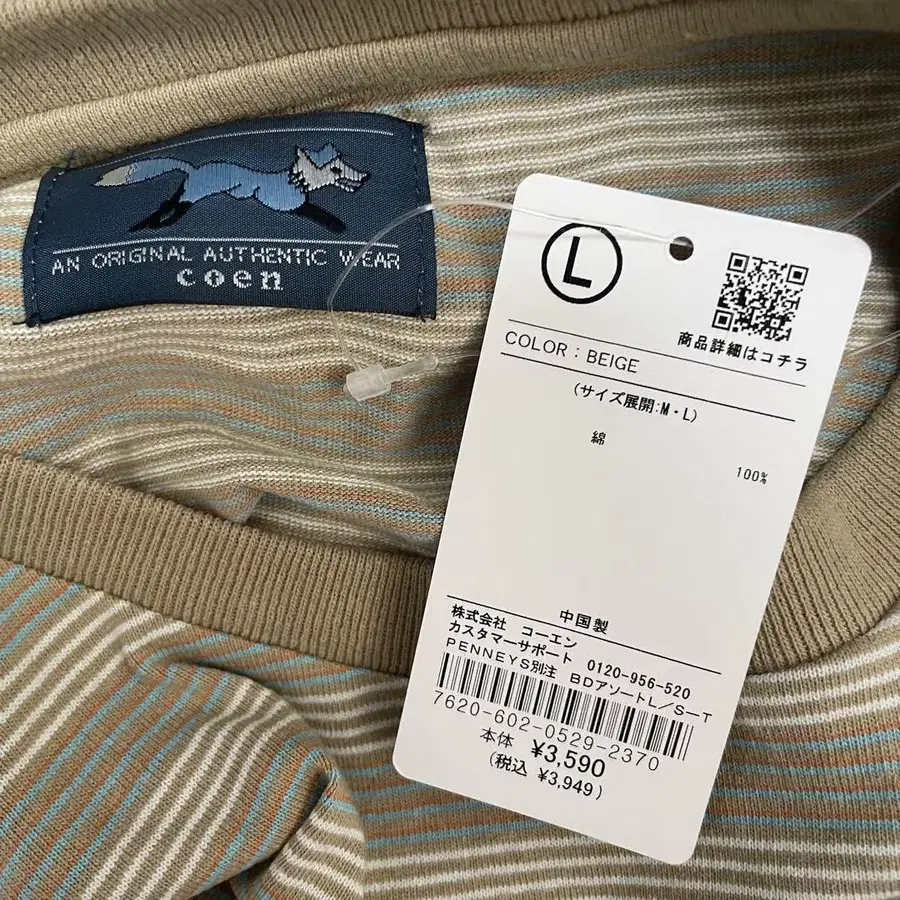 AN ORIGINAL AUTHENTIC WEAR
coen
L
商品詳細はコチラ
COLOR : BEIGE
(サイズ展開:M・L)
綿
100%
中国製
株式会社 コーエン
カスタマーサポート 0120-956-520
PENNEYS別注 BDアソートL/S-T
7620-602-0529-2370
本体 ¥3,590
(税込 ¥3,949)